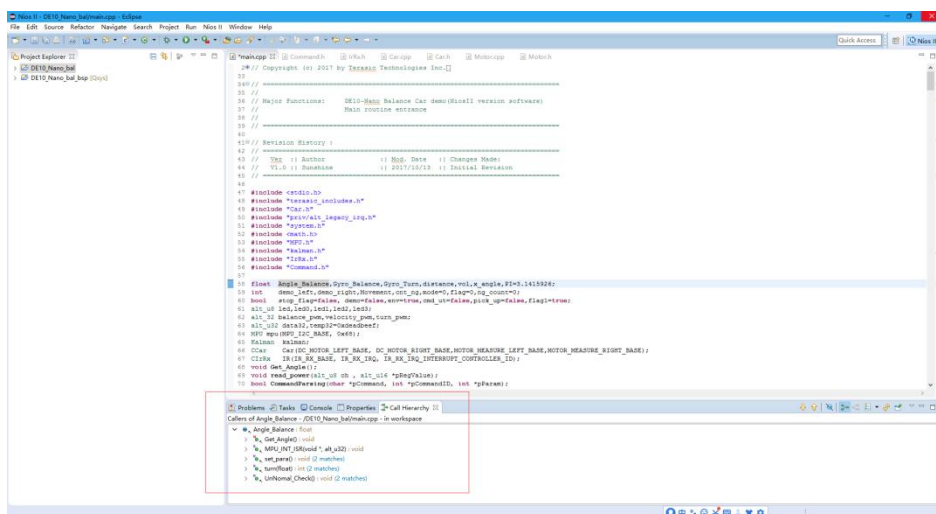 Nios II - DE10_Nano_bal/main.cpp - Eclipse
File Edit Source Refactor Navigate Search Project Run Nios II Window Help
Quick Access
Nios II
Project Explorer
DE10_Nano_bal
DE10_Nano_bal_bsp [Qsys]
*main.cpp Command.h IrRx.h Car.cpp Car.h Motor.cpp Motor.h
2 // Copyright (c) 2017 by Terasic Technologies Inc.
33
34 // ============================================================
35 //
36 // Major Functions: DE10-Nano Balance Car demo(NiosII version software)
37 // Main routine entrance
38 //
39 // ============================================================
40
41 // Revision History :
42 // ============================================================
43 // Ver :| Author :| Mod. Date :| Changes Made:
44 // V1.0 :| Sunshine :| 2017/10/13 :| Initial Revision
45 // ============================================================
46
47 #include <stdio.h>
48 #include "terasic_includes.h"
49 #include "Car.h"
50 #include "priv/alt_legacy_irq.h"
51 #include "system.h"
52 #include <math.h>
53 #include "MPU.h"
54 #include "kalman.h"
55 #include "IrRx.h"
56 #include "Command.h"
57
58 float Angle_Balance,Gyro_Balance,Gyro_Turn,distance,vol,x_angle,PI=3.1415926;
59 int demo_left,demo_right,Movement,cnt_ng,mode=0,flag=0,ng_count=0;
60 bool stop_flag=false, demo=false,env=true,cmd_ut=false,pick_up=false,flag1=true;
61 alt_u8 led,led0,led1,led2,led3;
62 alt_32 balance_pwm,velocity_pwm,turn_pwm;
63 alt_u32 data32,temp32=0xdeadbeef;
64 MPU mpu(MPU_I2C_BASE, 0x68);
65 Kalman kalman;
66 CCar Car(DC_MOTOR_LEFT_BASE, DC_MOTOR_RIGHT_BASE,MOTOR_MEASURE_LEFT_BASE,MOTOR_MEASURE_RIGHT_BASE);
67 CIrRx IR(IR_RX_BASE, IR_RX_IRQ, IR_RX_IRQ_INTERRUPT_CONTROLLER_ID);
68 void Get_Angle();
69 void read_power(alt_u8 ch , alt_u16 *pRegValue);
70 bool CommandParsing(char *pCommand, int *pCommandID, int *pParam);
Problems Tasks Console Properties Call Hierarchy
Callers of Angle_Balance - /DE10_Nano_bal/main.cpp - in workspace
Angle_Balance : float
Get_Angle() : void
MPU_INT_ISR(void *, alt_u32) : void
set_para() : void (2 matches)
turn(float) : int (2 matches)
UnNomal_Check() : void (2 matches)